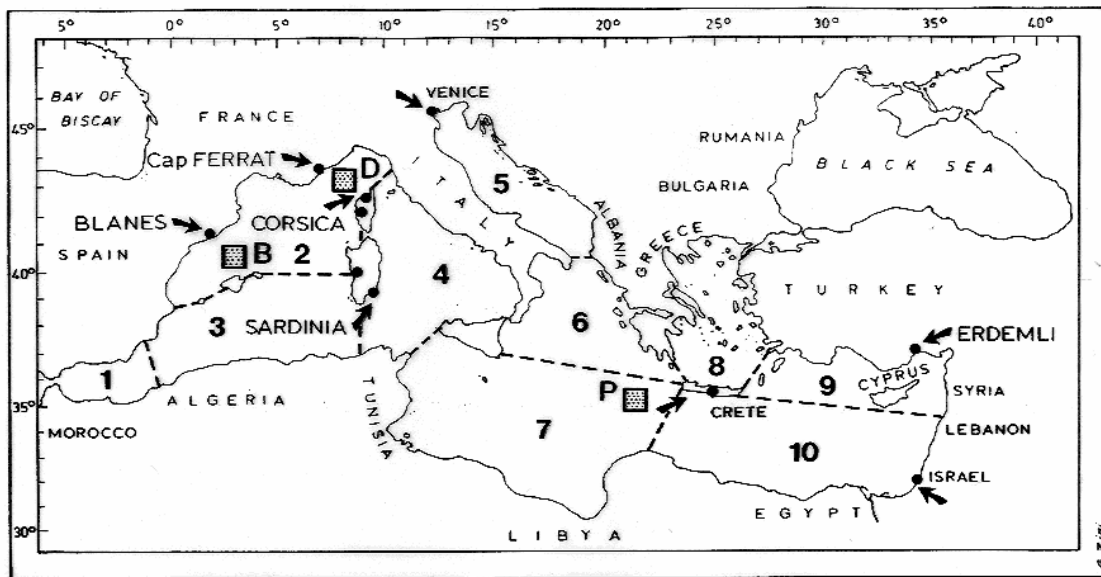 5° 0° 5° 10° 15° 20° 25° 30° 35° 40°
BAY OF
BISCAY
FRANCE
VENICE
RUMANIA
BLACK SEA
45°
Cap FERRAT
D
ITALY
5
BULGARIA
ALBANIA
GREECE
BLANES
CORSICA
SPAIN
B
2
40°
4
TURKEY
3
SARDINIA
6
ERDEMLI
1
8
9
CYPRUS
SYRIA
ALGERIA
TUNISIA
P
CRETE
35°
MOROCCO
7
10
LEBANON
ISRAEL
EGYPT
30°
LIBYA